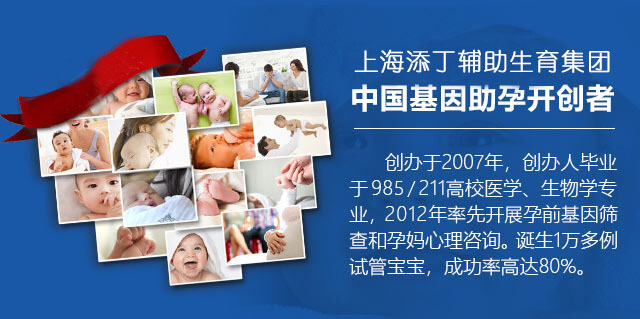 上海添丁辅助生育集团
中国基因助孕开创者
创办于2007年，创办人毕业
于985/211高校医学、生物学专
业，2012年率先开展孕前基因筛
查和孕妈心理咨询。诞生1万多例
试管宝宝，成功率高达80%。